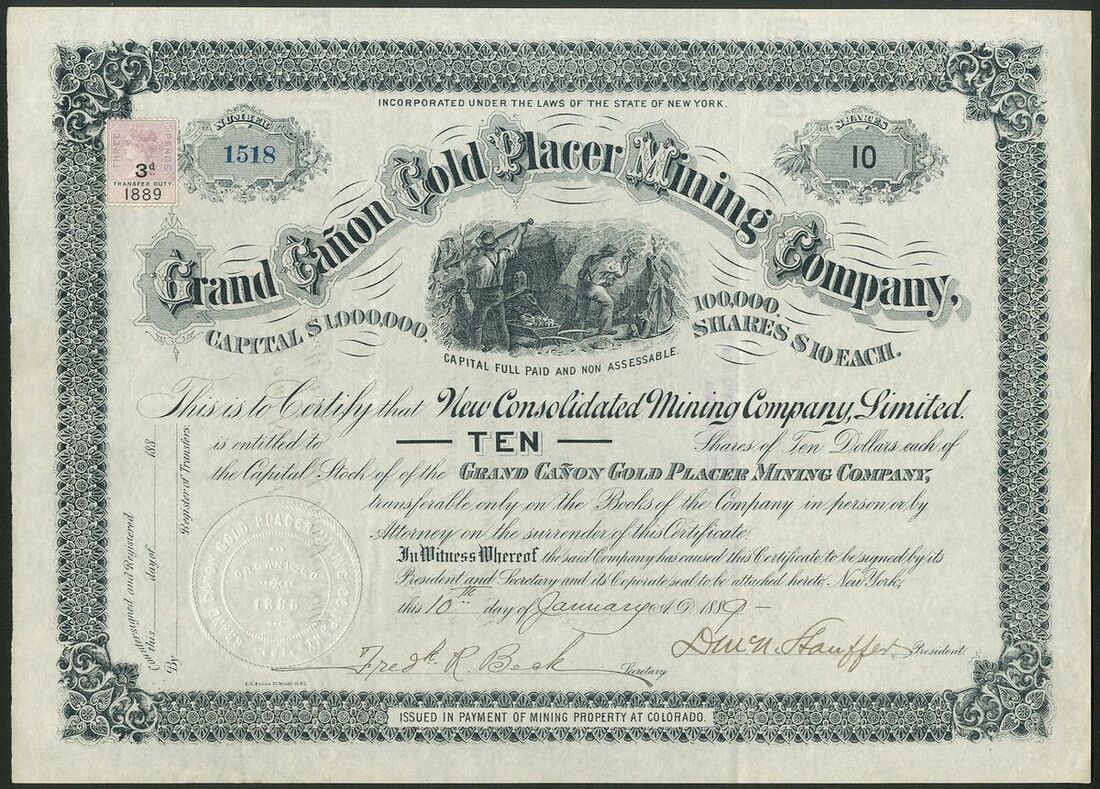 INCORPORATED UNDER THE LAWS OF THE STATE OF NEW YORK.
THREE PENCE
3d
TRANSFER DUTY
1889
NUMBER
1518
SHARES
10
Grand Cañon Gold Placer Mining Company,
CAPITAL $1,000,000.
100,000.
SHARES $10 EACH.
CAPITAL FULL PAID AND NON ASSESSABLE.
This is to Certify that New Consolidated Mining Company, Limited.
is entitled to — TEN — Shares of Ten Dollars each of
the Capital Stock of of the GRAND CAÑON GOLD PLACER MINING COMPANY,
transferable only on the Books of the Company in person or by
Attorney on the surrender of this Certificate.
In Witness Whereof the said Company has caused this Certificate to be signed by its
President and Secretary and its Coporate seal to be attached hereto. New York,
this 10th day of January A.D. 1889-
Fredk R. Beck Secretary
D McN. Stauffer President.
Countersigned and Registered
this day of 188
By Register of Transfers.
GRAND CAÑON GOLD PLACER MINING COMPANY
ORGANIZED
1886
ISSUED IN PAYMENT OF MINING PROPERTY AT COLORADO.